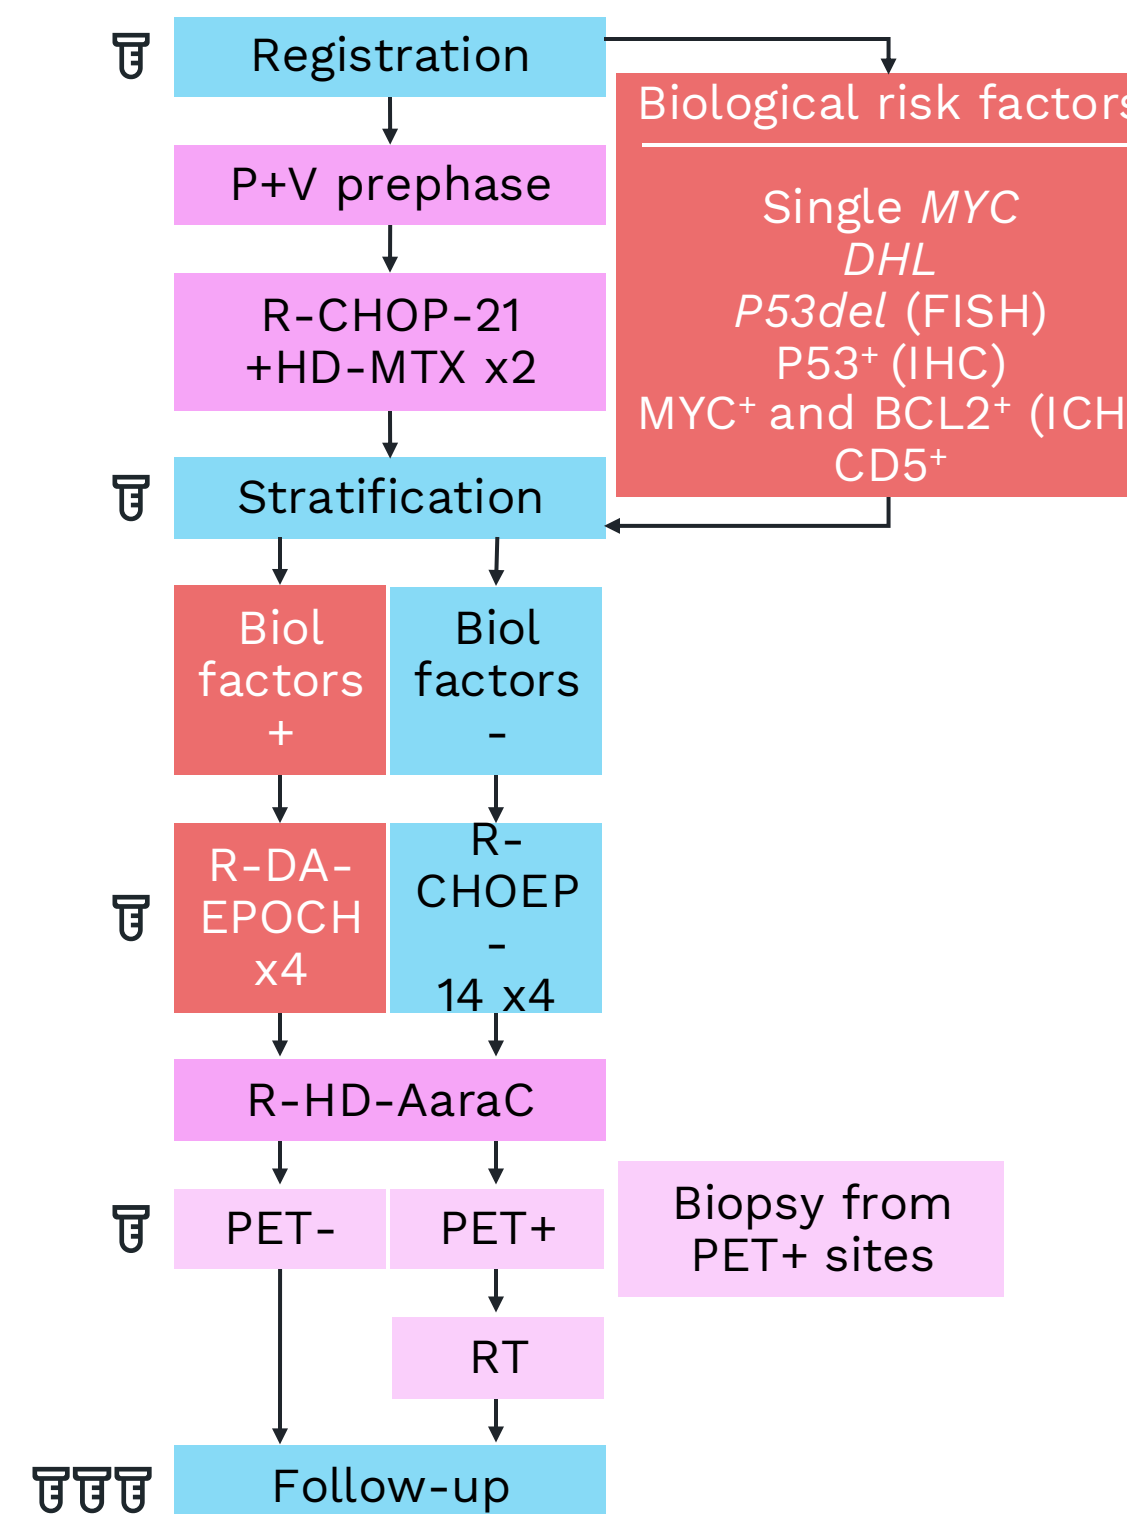 Registration
Biological risk factors
Single MYC
DHL
P53del (FISH)
P53⁺ (IHC)
MYC⁺ and BCL2⁺ (ICH
CD5⁺
P+V prephase
R-CHOP-21
+HD-MTX x2
Stratification
Biol
factors
+
Biol
factors
-
R-DA-
EPOCH
x4
R-
CHOEP
-
14 x4
R-HD-AaraC
PET-
PET+
Biopsy from
PET+ sites
RT
Follow-up